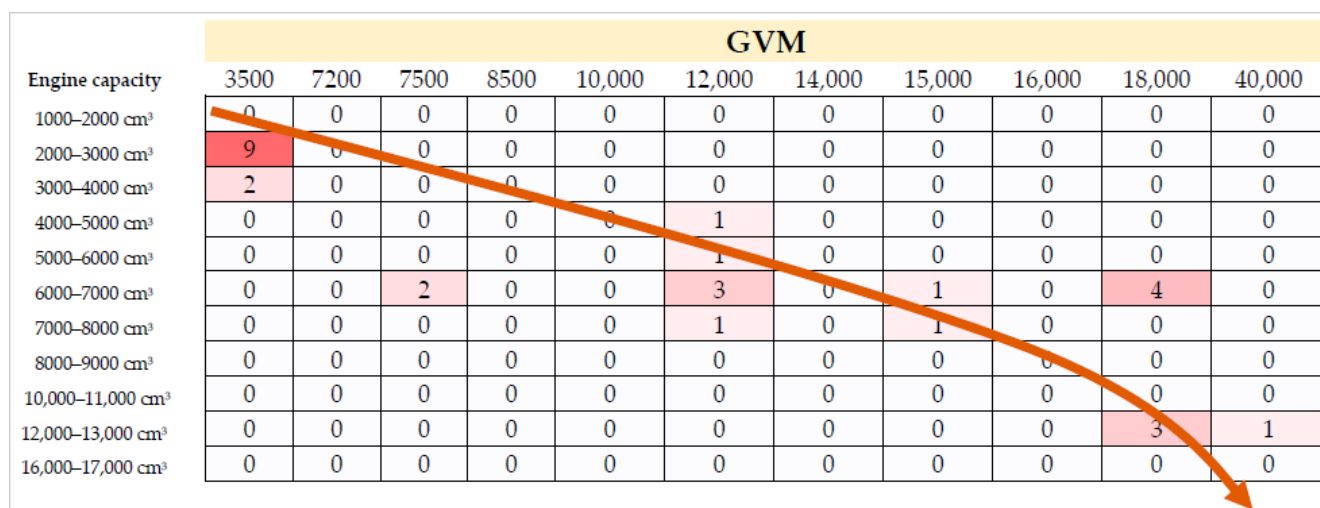 GVM
Engine capacity 3500 7200 7500 8500 10,000 12,000 14,000 15,000 16,000 18,000 40,000
1000–2000 cm³ 0 0 0 0 0 0 0 0 0 0 0
2000–3000 cm³ 9 0 0 0 0 0 0 0 0 0 0
3000–4000 cm³ 2 0 0 0 0 0 0 0 0 0 0
4000–5000 cm³ 0 0 0 0 0 1 0 0 0 0 0
5000–6000 cm³ 0 0 0 0 0 1 0 0 0 0 0
6000–7000 cm³ 0 0 2 0 0 3 0 1 0 4 0
7000–8000 cm³ 0 0 0 0 0 1 0 1 0 0 0
8000–9000 cm³ 0 0 0 0 0 0 0 0 0 0 0
10,000–11,000 cm³ 0 0 0 0 0 0 0 0 0 0 0
12,000–13,000 cm³ 0 0 0 0 0 0 0 0 0 3 1
16,000–17,000 cm³ 0 0 0 0 0 0 0 0 0 0 0